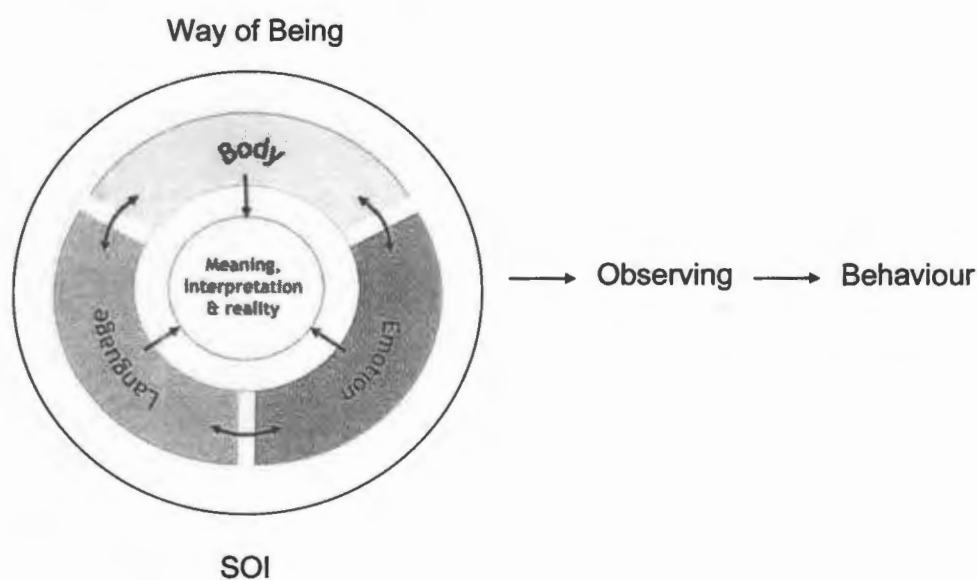 Way of Being
Body
Meaning,
interpretation
& reality
Language
Emotion
Observing
Behaviour
SOI